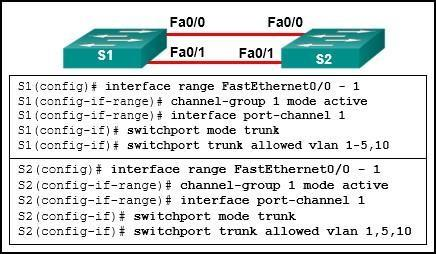 Fa0/0 Fa0/0
S1 Fa0/1 Fa0/1 S2
S1(config)# interface range FastEthernet0/0 - 1
S1(config-if-range)# channel-group 1 mode active
S1(config-if-range)# interface port-channel 1
S1(config-if)# switchport mode trunk
S1(config-if)# switchport trunk allowed vlan 1-5,10
S2(config)# interface range FastEthernet0/0 - 1
S2(config-if-range)# channel-group 1 mode active
S2(config-if-range)# interface port-channel 1
S2(config-if)# switchport mode trunk
S2(config-if)# switchport trunk allowed vlan 1,5,10